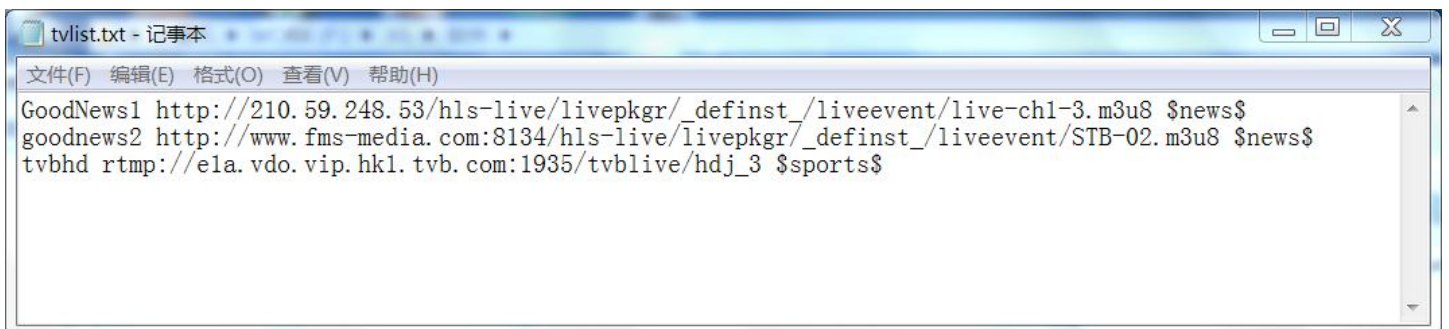 tvlist.txt - 记事本
文件(F) 编辑(E) 格式(O) 查看(V) 帮助(H)
GoodNews1 http://210.59.248.53/hls-live/livepkgr/_definst_/liveevent/live-ch1-3.m3u8 $news$
goodnews2 http://www.fms-media.com:8134/hls-live/livepkgr/_definst_/liveevent/STB-02.m3u8 $news$
tvbhd rtmp://e1a.vdo.vip.hk1.tvb.com:1935/tvblive/hdj_3 $sports$